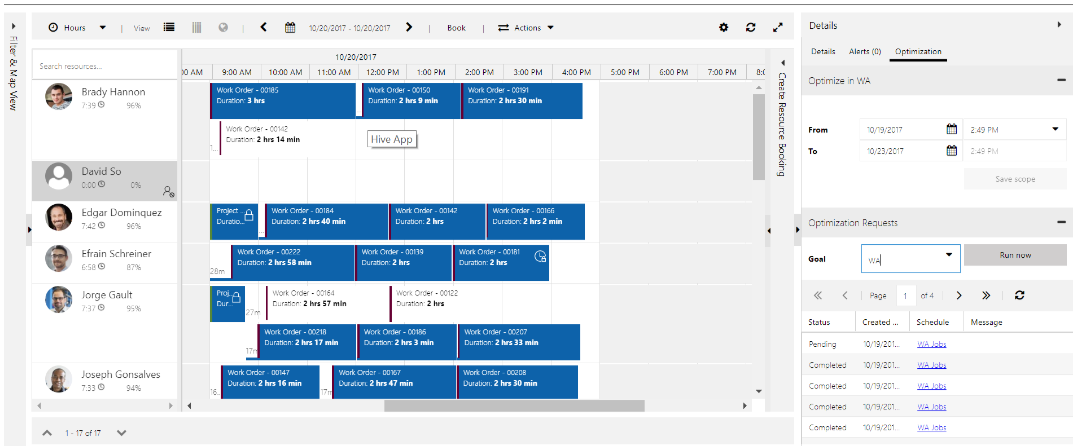 Hours
View
10/20/2017 - 10/20/2017
Book
Actions
Filter & Map View
Search resources...
10/20/2017
00 AM 9:00 AM 10:00 AM 11:00 AM 12:00 PM 1:00 PM 2:00 PM 3:00 PM 4:00 PM 5:00 PM 6:00 PM 7:00 PM 8:0
Brady Hannon
7:39 96%
Work Order - 00185
Duration: 3 hrs
Work Order - 00150
Duration: 2 hrs 9 min
Work Order - 00191
Duration: 2 hrs 30 min
Work Order - 00142
Duration: 2 hrs 14 min
Hive App
David So
0:00 0%
Edgar Dominquez
7:42 96%
Project
Duratio...
Work Order - 00184
Duration: 2 hrs 40 min
Work Order - 00142
Duration: 2 hrs
Work Order - 00166
Duration: 2 hrs 2 min
Efrain Schreiner
6:58 87%
28m
Work Order - 00222
Duration: 2 hrs 58 min
Work Order - 00139
Duration: 2 hrs
Work Order - 00181
Duration: 2 hrs
Jorge Gault
7:37 95%
Proj...
Dur...
27m
Work Order - 00164
Duration: 2 hrs 57 min
Work Order - 00122
Duration: 2 hrs
17m
Work Order - 00218
Duration: 2 hrs 17 min
Work Order - 00186
Duration: 2 hrs 3 min
Work Order - 00207
Duration: 2 hrs 33 min
Joseph Gonsalves
7:33 94%
16...
Work Order - 00147
Duration: 2 hrs 16 min
17m
Work Order - 00167
Duration: 2 hrs 47 min
Work Order - 00208
Duration: 2 hrs 30 min
1 - 17 of 17
Create Resource Booking
Details
Details Alerts (0) Optimization
Optimize in WA
From 10/19/2017 2:49 PM
To 10/23/2017 2:49 PM
Save scope
Optimization Requests
Goal WA Run now
Page 1 of 4
Status Created ... Schedule Message
Pending 10/19/201... WA Jobs
Completed 10/19/201... WA Jobs
Completed 10/19/201... WA Jobs
Completed 10/19/201... WA Jobs
Completed 10/19/201... WA Jobs